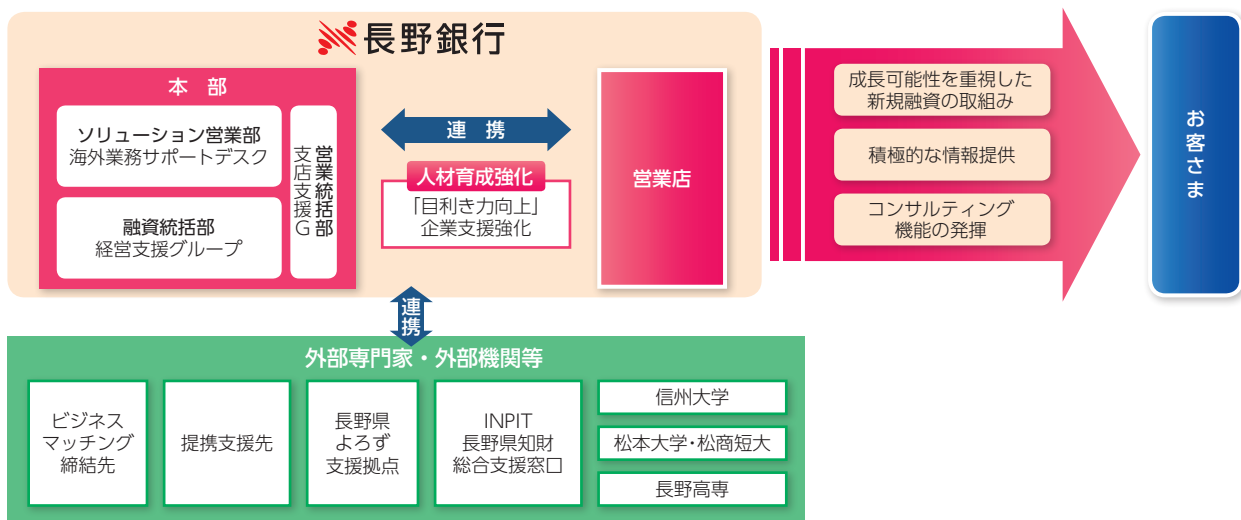 長野銀行
本 部
ソリューション営業部
海外業務サポートデスク
融資統括部
経営支援グループ
営業統括部
支店支援G
連 携
人材育成強化
「目利き力向上」
企業支援強化
営業店
成長可能性を重視した
新規融資の取組み
積極的な情報提供
コンサルティング
機能の発揮
お客さま
連携
外部専門家・外部機関等
ビジネス
マッチング
締結先
提携支援先
長野県
よろず
支援拠点
INPIT
長野県知財
総合支援窓口
信州大学
松本大学・松商短大
長野高専